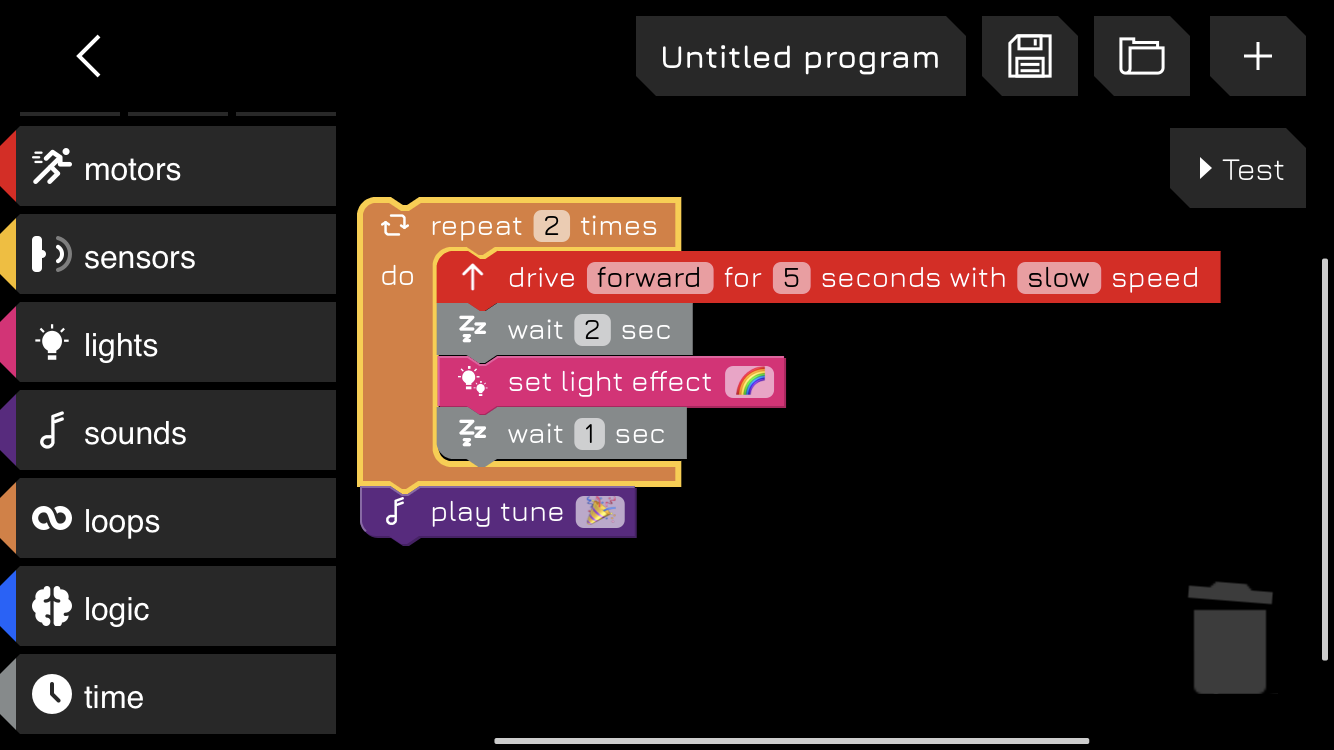 Untitled program
Test
motors
sensors
lights
sounds
loops
logic
time
repeat 2 times
do
drive forward for 5 seconds with slow speed
wait 2 sec
set light effect 🌈
wait 1 sec
play tune 🎉